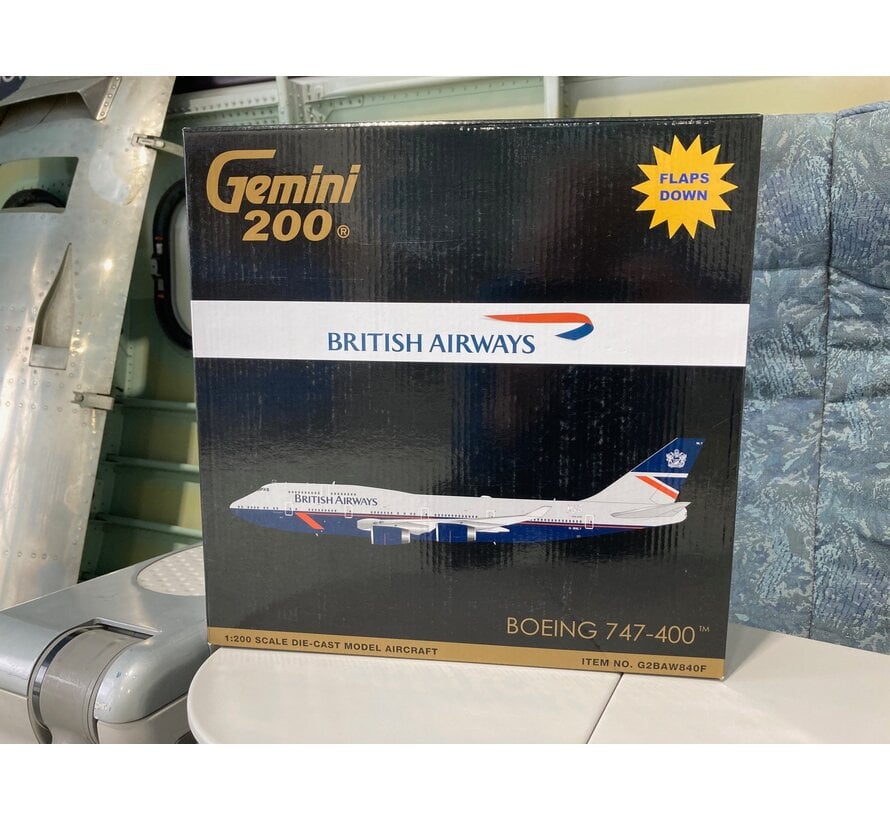 Gemini
200®
FLAPS
DOWN
BRITISH AIRWAYS
BRITISH AIRWAYS
BOEING 747-400™
1:200 SCALE DIE-CAST MODEL AIRCRAFT
ITEM NO. G2BAW840F